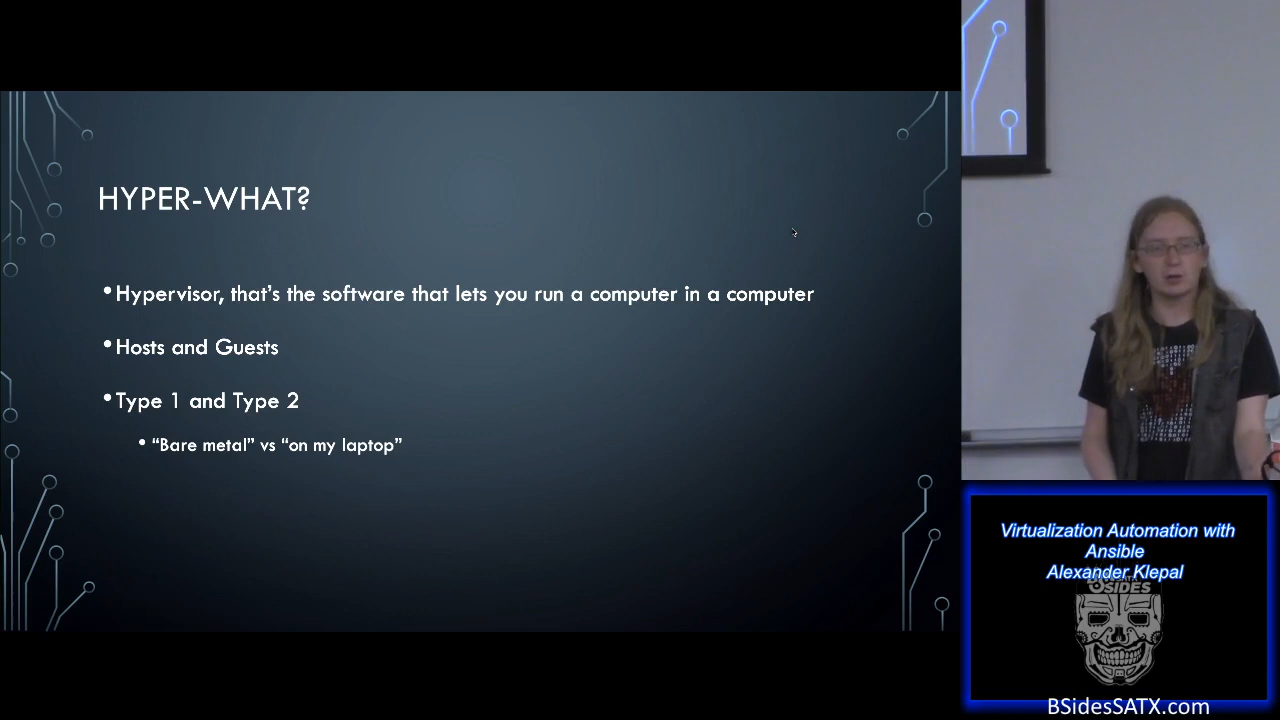 HYPER-WHAT?
•Hypervisor, that's the software that lets you run a computer in a computer
•Hosts and Guests
•Type 1 and Type 2
•“Bare metal” vs “on my laptop”
Virtualization Automation with
Ansible
Alexander Klepal
BSIDES
BSidesSATX.com